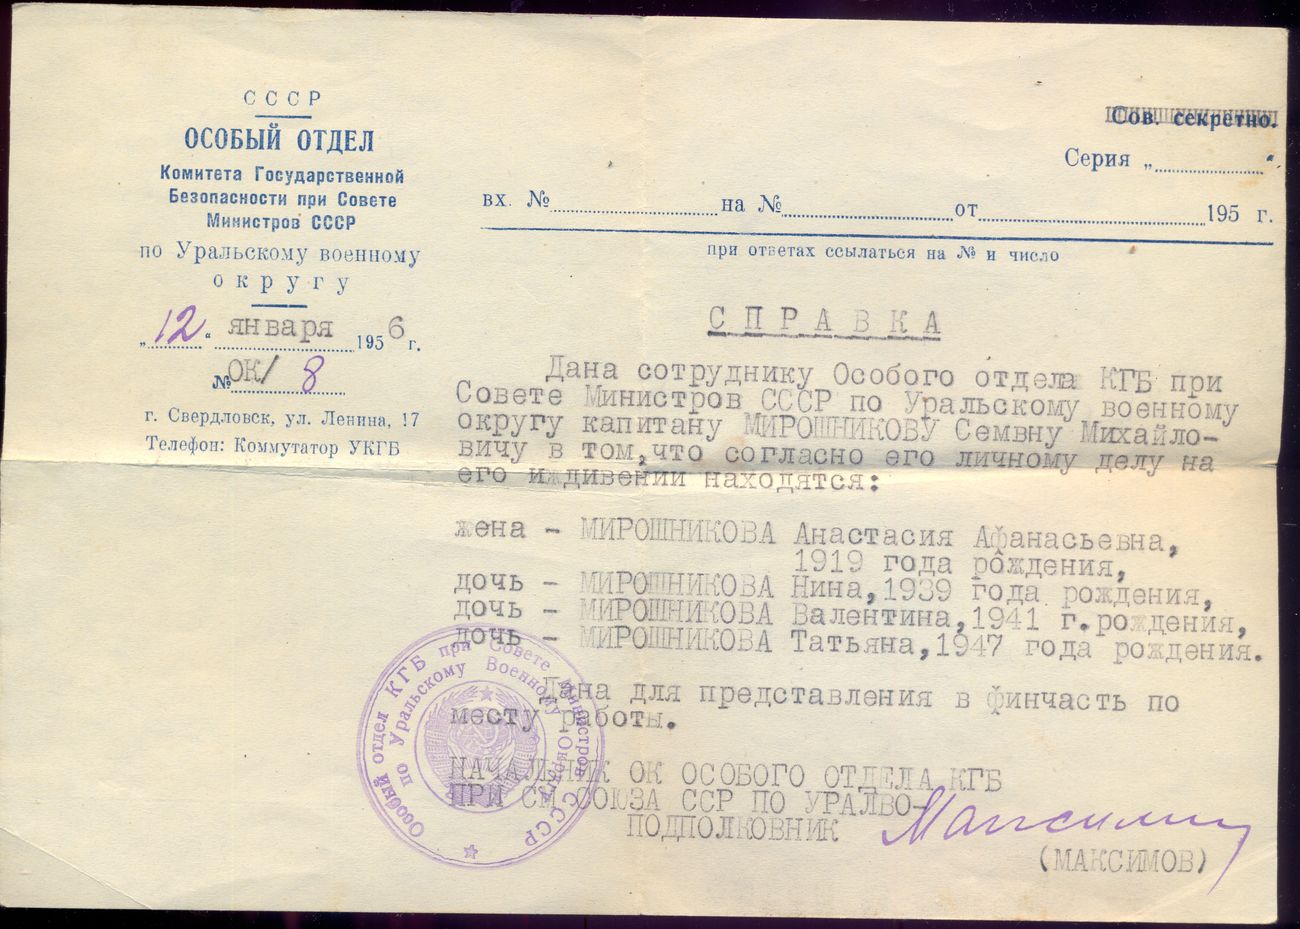 СССР
ОСОБЫЙ ОТДЕЛ
Комитета Государственной
Безопасности при Совете
Министров СССР
по Уральскому военному
округу
„12“ января 1956 г.
№ ОК/ 8
г. Свердловск, ул. Ленина, 17
Телефон: Коммутатор УКГБ
Сов. секретно.
Серия „ “
вх. № на № от 195 г.
при ответах ссылаться на № и число
СПРАВКА
Дана сотруднику Особого отдела КГБ при
Совете Министров СССР по Уральскому военному
округу капитану МИРОШНИКОВУ Семвну Михайло-
вичу в том,что согласно его личному делу на
его иждивении находятся:
жена - МИРОШНИКОВА Анастасия Афанасьевна,
1919 года рождения,
дочь - МИРОШНИКОВА Нина,1939 года рождения,
дочь - МИРОШНИКОВА Валентина,1941 г.рождения,
дочь - МИРОШНИКОВА Татьяна,1947 года рождения.
Дана для представления в финчасть по
месту работы.
НАЧАЛЬНИК ОК ОСОБОГО ОТДЕЛА КГБ
ПРИ СМ СОЮЗА ССР ПО УРАЛВО-
ПОДПОЛКОВНИК
(МАКСИМОВ)
Особый отдел КГБ при Совете Министров СССР
по Уральскому Военному Округу